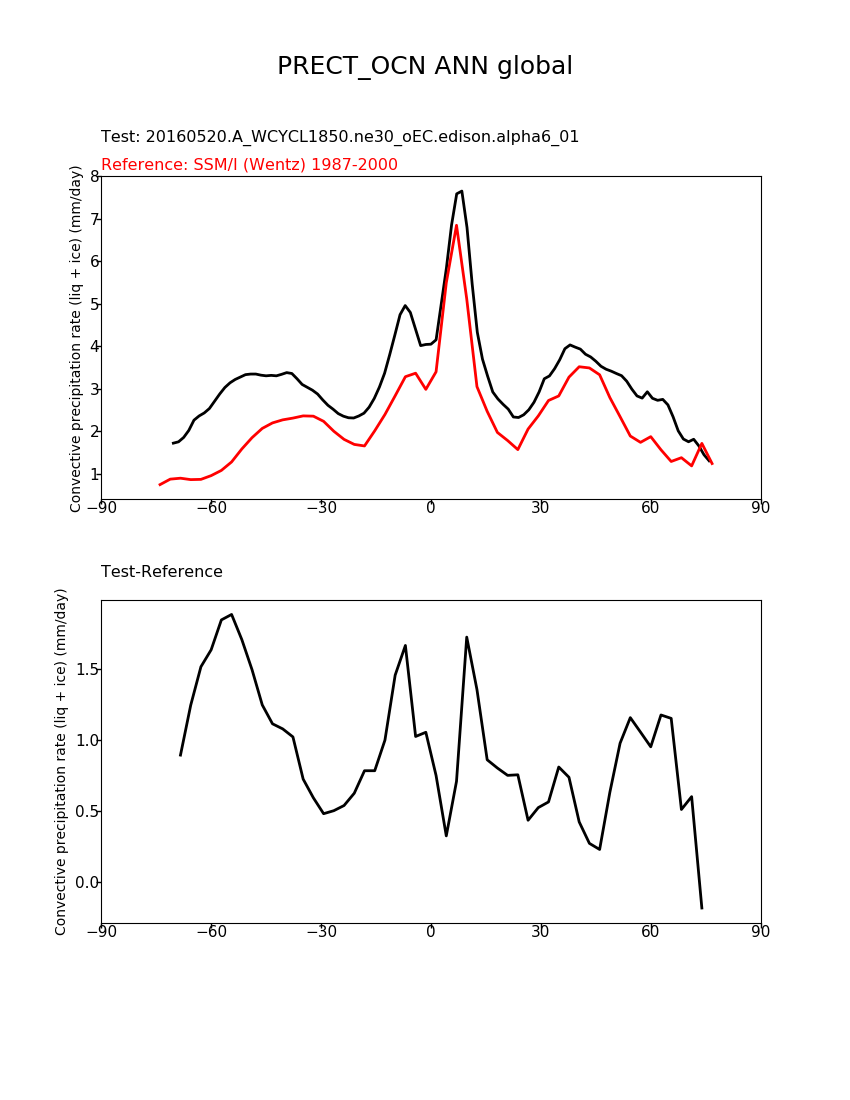 PRECT_OCN ANN global
Test: 20160520.A_WCYCL1850.ne30_oEC.edison.alpha6_01
Reference: SSM/I (Wentz) 1987-2000
Convective precipitation rate (liq + ice) (mm/day)
8
7
6
5
4
3
2
1
−90 −60 −30 0 30 60 90
Test-Reference
Convective precipitation rate (liq + ice) (mm/day)
1.5
1.0
0.5
0.0
−90 −60 −30 0 30 60 90